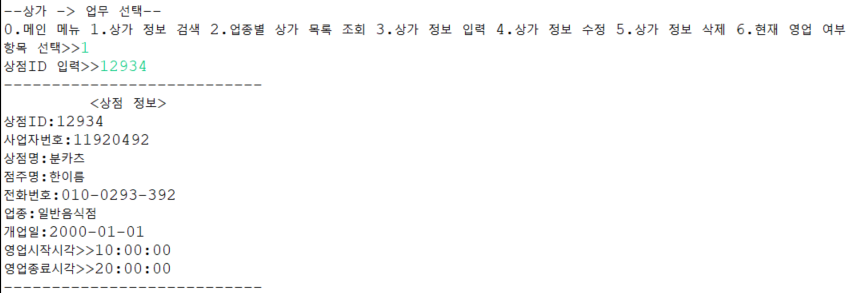 --상가 -> 업무 선택--
0.메인 메뉴 1.상가 정보 검색 2.업종별 상가 목록 조회 3.상가 정보 입력 4.상가 정보 수정 5.상가 정보 삭제 6.현재 영업 여부
항목 선택>>1
상점ID 입력>>12934
---------------------------
<상점 정보>
상점ID:12934
사업자번호:11920492
상점명:분카츠
점주명:한이름
전화번호:010-0293-392
업종:일반음식점
개업일:2000-01-01
영업시작시각>>10:00:00
영업종료시각>>20:00:00
---------------------------